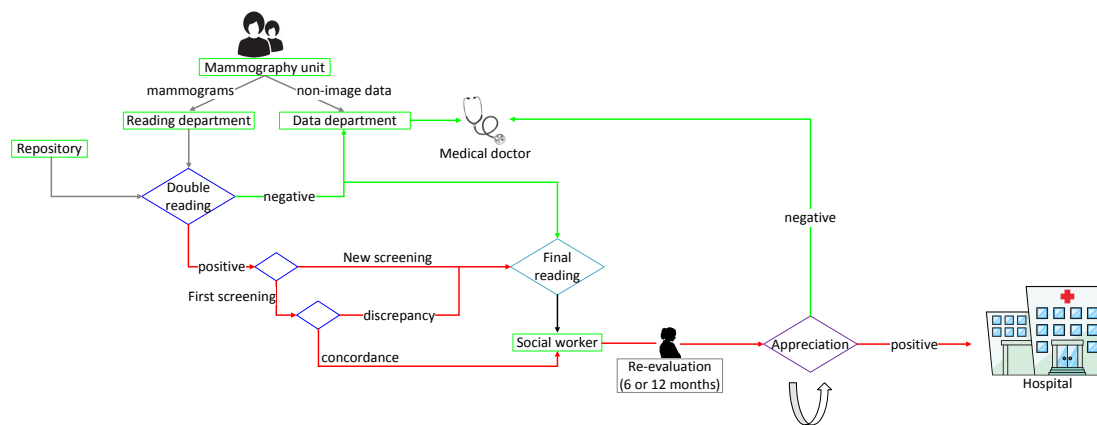 Mammography unit
mammograms
non-image data
Reading department
Data department
Medical doctor
Repository
Double
reading
negative
negative
positive
New screening
Final
reading
First screening
discrepancy
concordance
Social worker
Re-evaluation
(6 or 12 months)
Appreciation
positive
Hospital